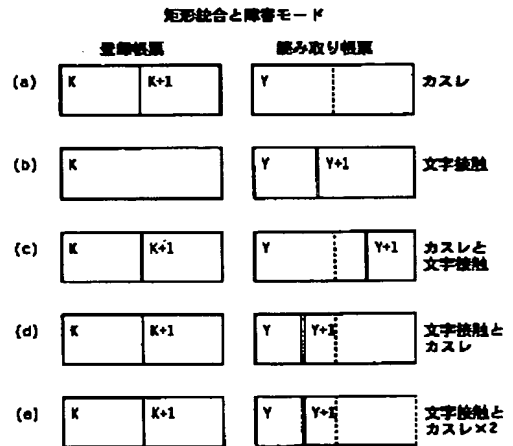 矩形統合と障害モード
登録帳票 読み取り帳票
(a) K K+1 Y カスレ
(b) K Y Y+1 文字接触
(c) K K+1 Y Y+1 カスレと
文字接触
(d) K K+1 Y Y+1 文字接触と
カスレ
(e) K K+1 Y Y+1 文字接触と
カスレ×2